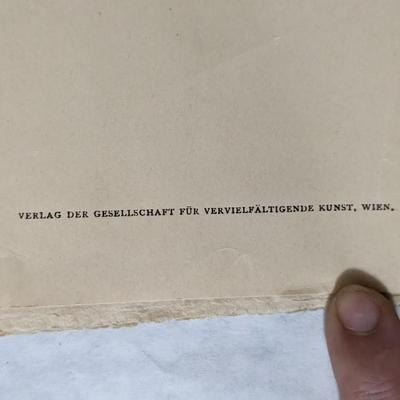 VERLAG DER GESELLSCHAFT FÜR VERVIELFÄLTIGENDE KUNST, WIEN.